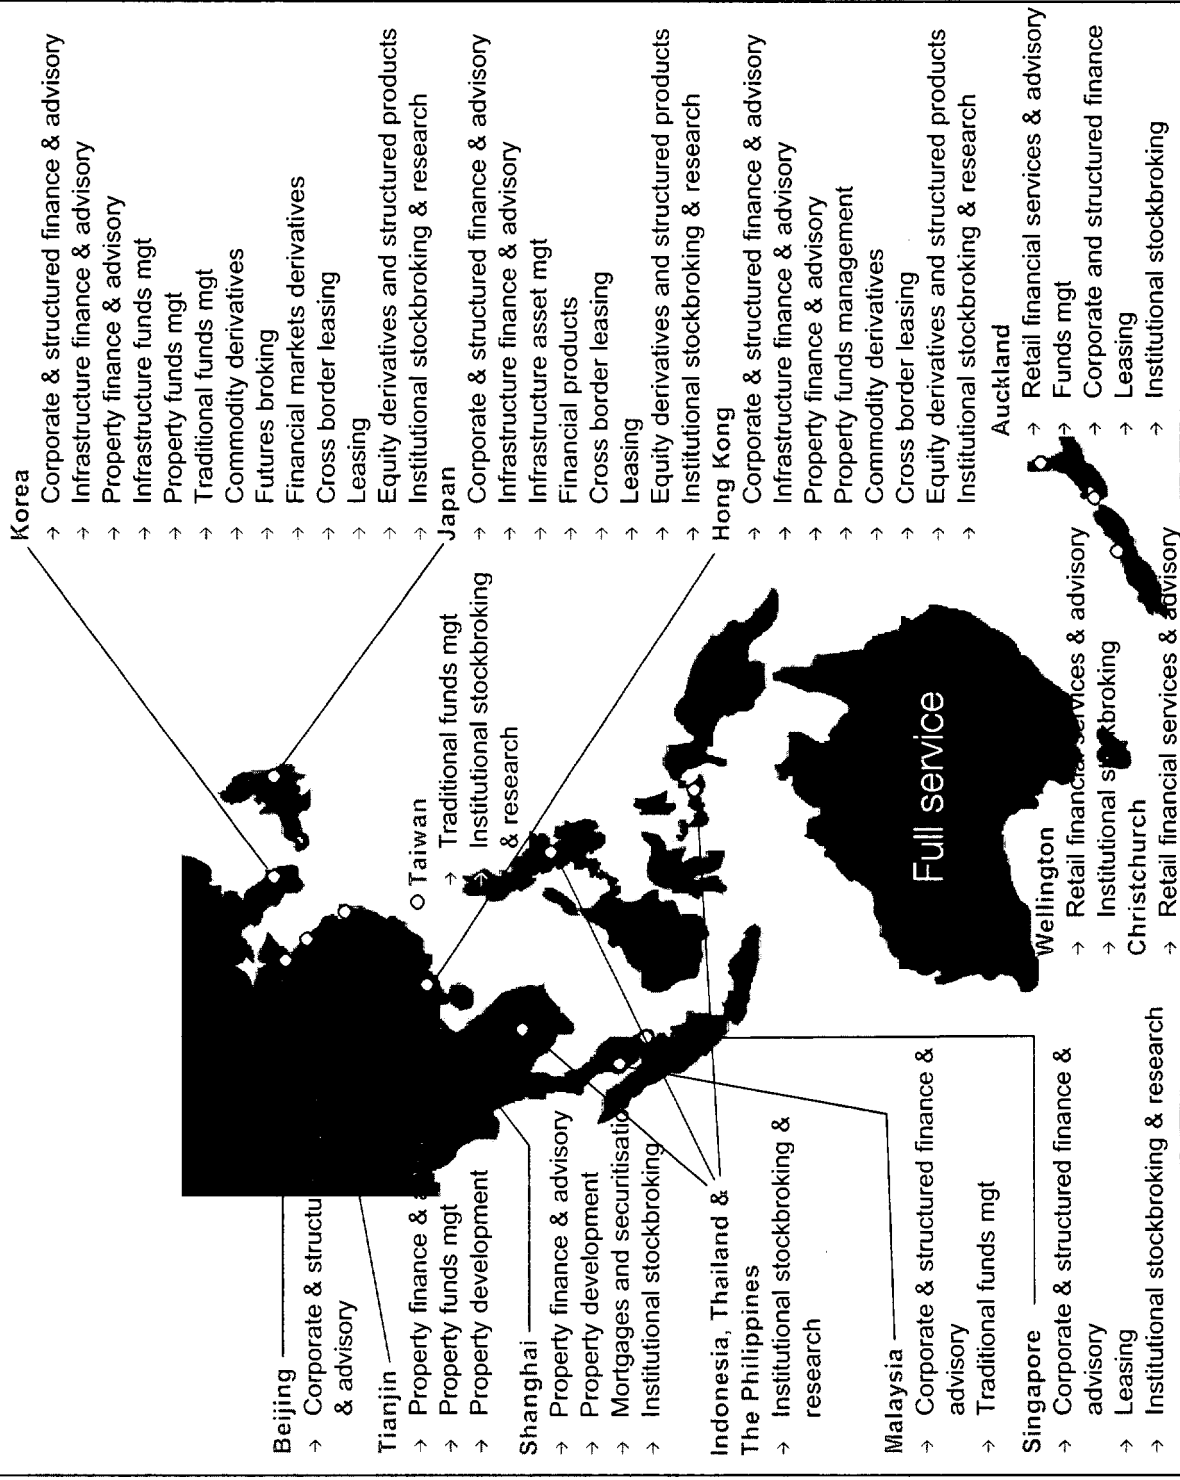 Korea
→ Corporate & structured finance & advisory
→ Infrastructure finance & advisory
→ Property finance & advisory
→ Infrastructure funds mgt
→ Property funds mgt
→ Traditional funds mgt
→ Commodity derivatives
→ Futures broking
→ Financial markets derivatives
→ Cross border leasing
→ Leasing
→ Equity derivatives and structured products
→ Institutional stockbroking & research
Japan
→ Corporate & structured finance & advisory
→ Infrastructure finance & advisory
→ Infrastructure asset mgt
→ Financial products
→ Cross border leasing
→ Leasing
→ Equity derivatives and structured products
→ Institutional stockbroking & research
Hong Kong
→ Corporate & structured finance & advisory
→ Infrastructure finance & advisory
→ Property finance & advisory
→ Property funds management
→ Commodity derivatives
→ Cross border leasing
→ Equity derivatives and structured products
→ Institutional stockbroking & research
Auckland
→ Retail financial services & advisory
→ Funds mgt
→ Corporate and structured finance
→ Leasing
→ Institutional stockbroking
Taiwan
→ Traditional funds mgt
→ Institutional stockbroking
& research
Full service
Wellington
→ Retail financial services & advisory
→ Institutional stockbroking
Christchurch
→ Retail financial services & advisory
Beijing
→ Corporate & structu
& advisory
Tianjin
→ Property finance &
→ Property funds mgt
→ Property development
Shanghai
→ Property finance & advisory
→ Property development
→ Mortgages and securitisatio
→ Institutional stockbroking
Indonesia, Thailand &
The Philippines
→ Institutional stockbroking &
research
Malaysia
→ Corporate & structured finance &
advisory
→ Traditional funds mgt
Singapore
→ Corporate & structured finance &
advisory
→ Leasing
→ Institutional stockbroking & research